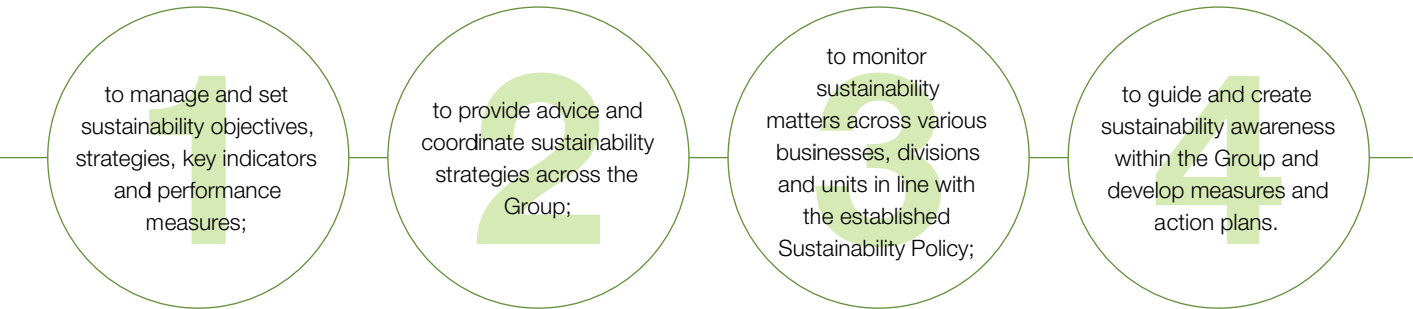 1
to manage and set
sustainability objectives,
strategies, key indicators
and performance
measures;
2
to provide advice and
coordinate sustainability
strategies across the
Group;
3
to monitor
sustainability
matters across various
businesses, divisions
and units in line with
the established
Sustainability Policy;
4
to guide and create
sustainability awareness
within the Group and
develop measures and
action plans.